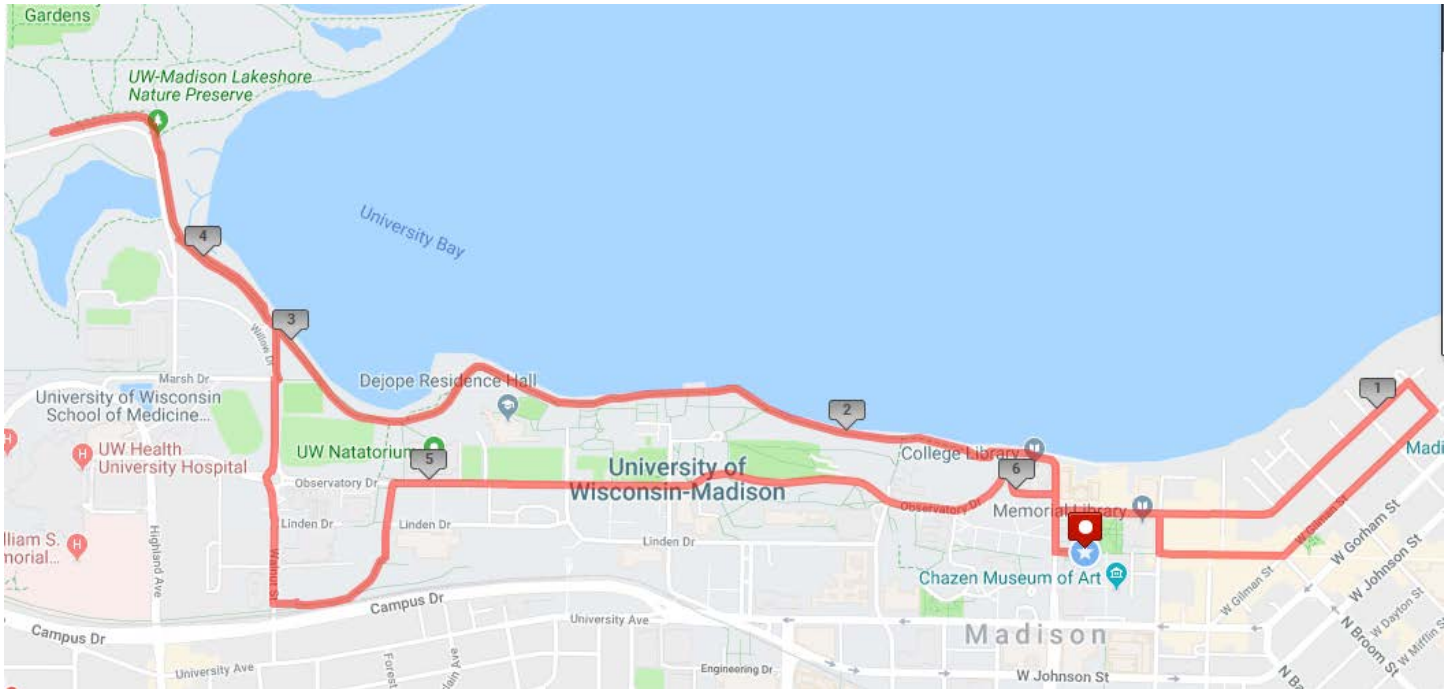 Gardens
UW-Madison Lakeshore
Nature Preserve
University Bay
4
3
Willow Dr
Marsh Dr
University of Wisconsin
School of Medicine...
Dejope Residence Hall
1
2
H
H
UW Health
University Hospital
UW Natatorium
5
College Library
6
Madi
University of
Wisconsin-Madison
Observatory Dr
Observatory Dr
Memorial Library
W Gilman St
W Gorham St
Linden Dr
Linden Dr
Linden Dr
lliam S.
morial...
H
Highland Ave
Walnut St
Chazen Museum of Art
W Gilman St
W Johnson St
W Dayton St
W Mifflin St
N Broom St
Campus Dr
Campus Dr
University Ave
University Ave
Forest
Madison
Engineering Dr
W Johnson St